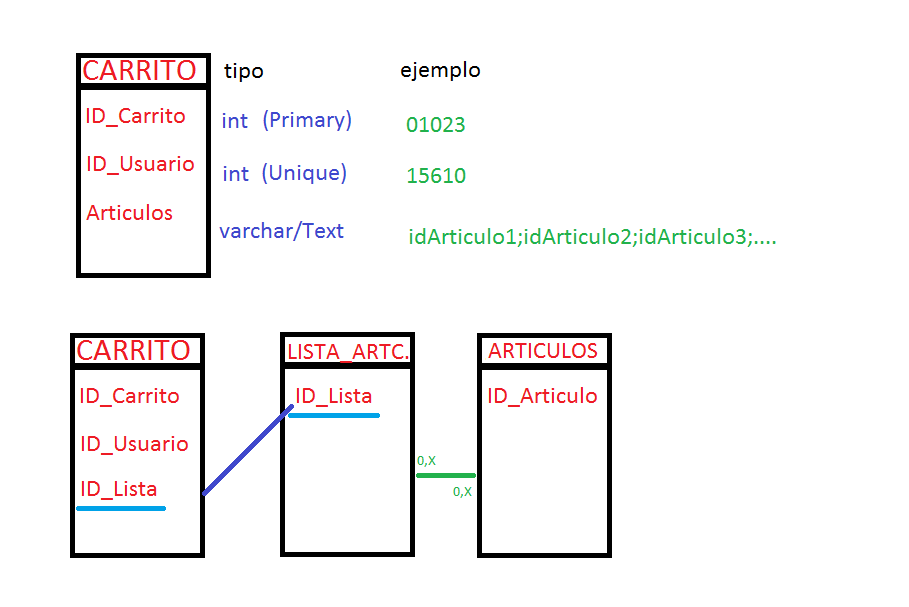 CARRITO tipo ejemplo
ID_Carrito int (Primary) 01023
ID_Usuario int (Unique) 15610
Articulos varchar/Text idArticulo1;idArticulo2;idArticulo3;....
CARRITO LISTA_ARTC. ARTICULOS
ID_Carrito ID_Lista ID_Articulo
ID_Usuario
0,X
ID_Lista
0,X